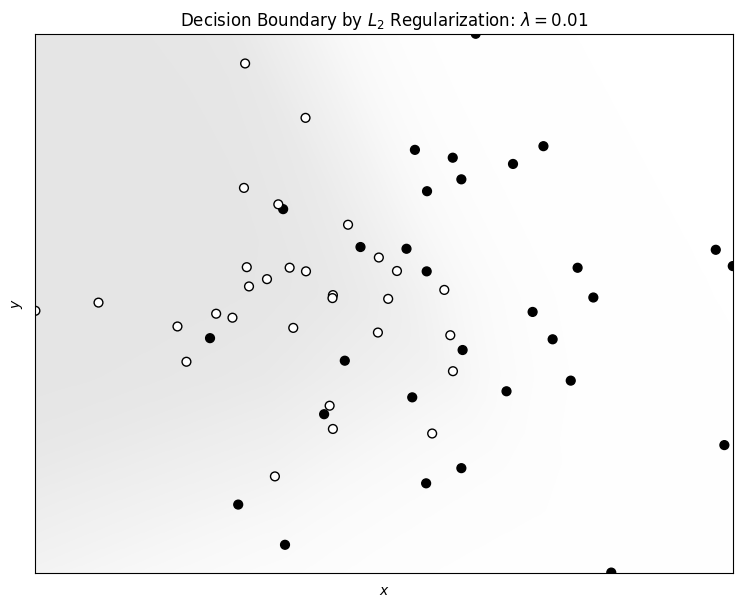 Decision Boundary by L₂ Regularization: λ = 0.01
y
x